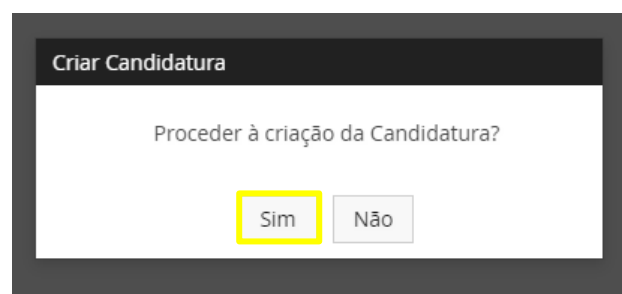 Criar Candidatura
Proceder à criação da Candidatura?
Sim Não